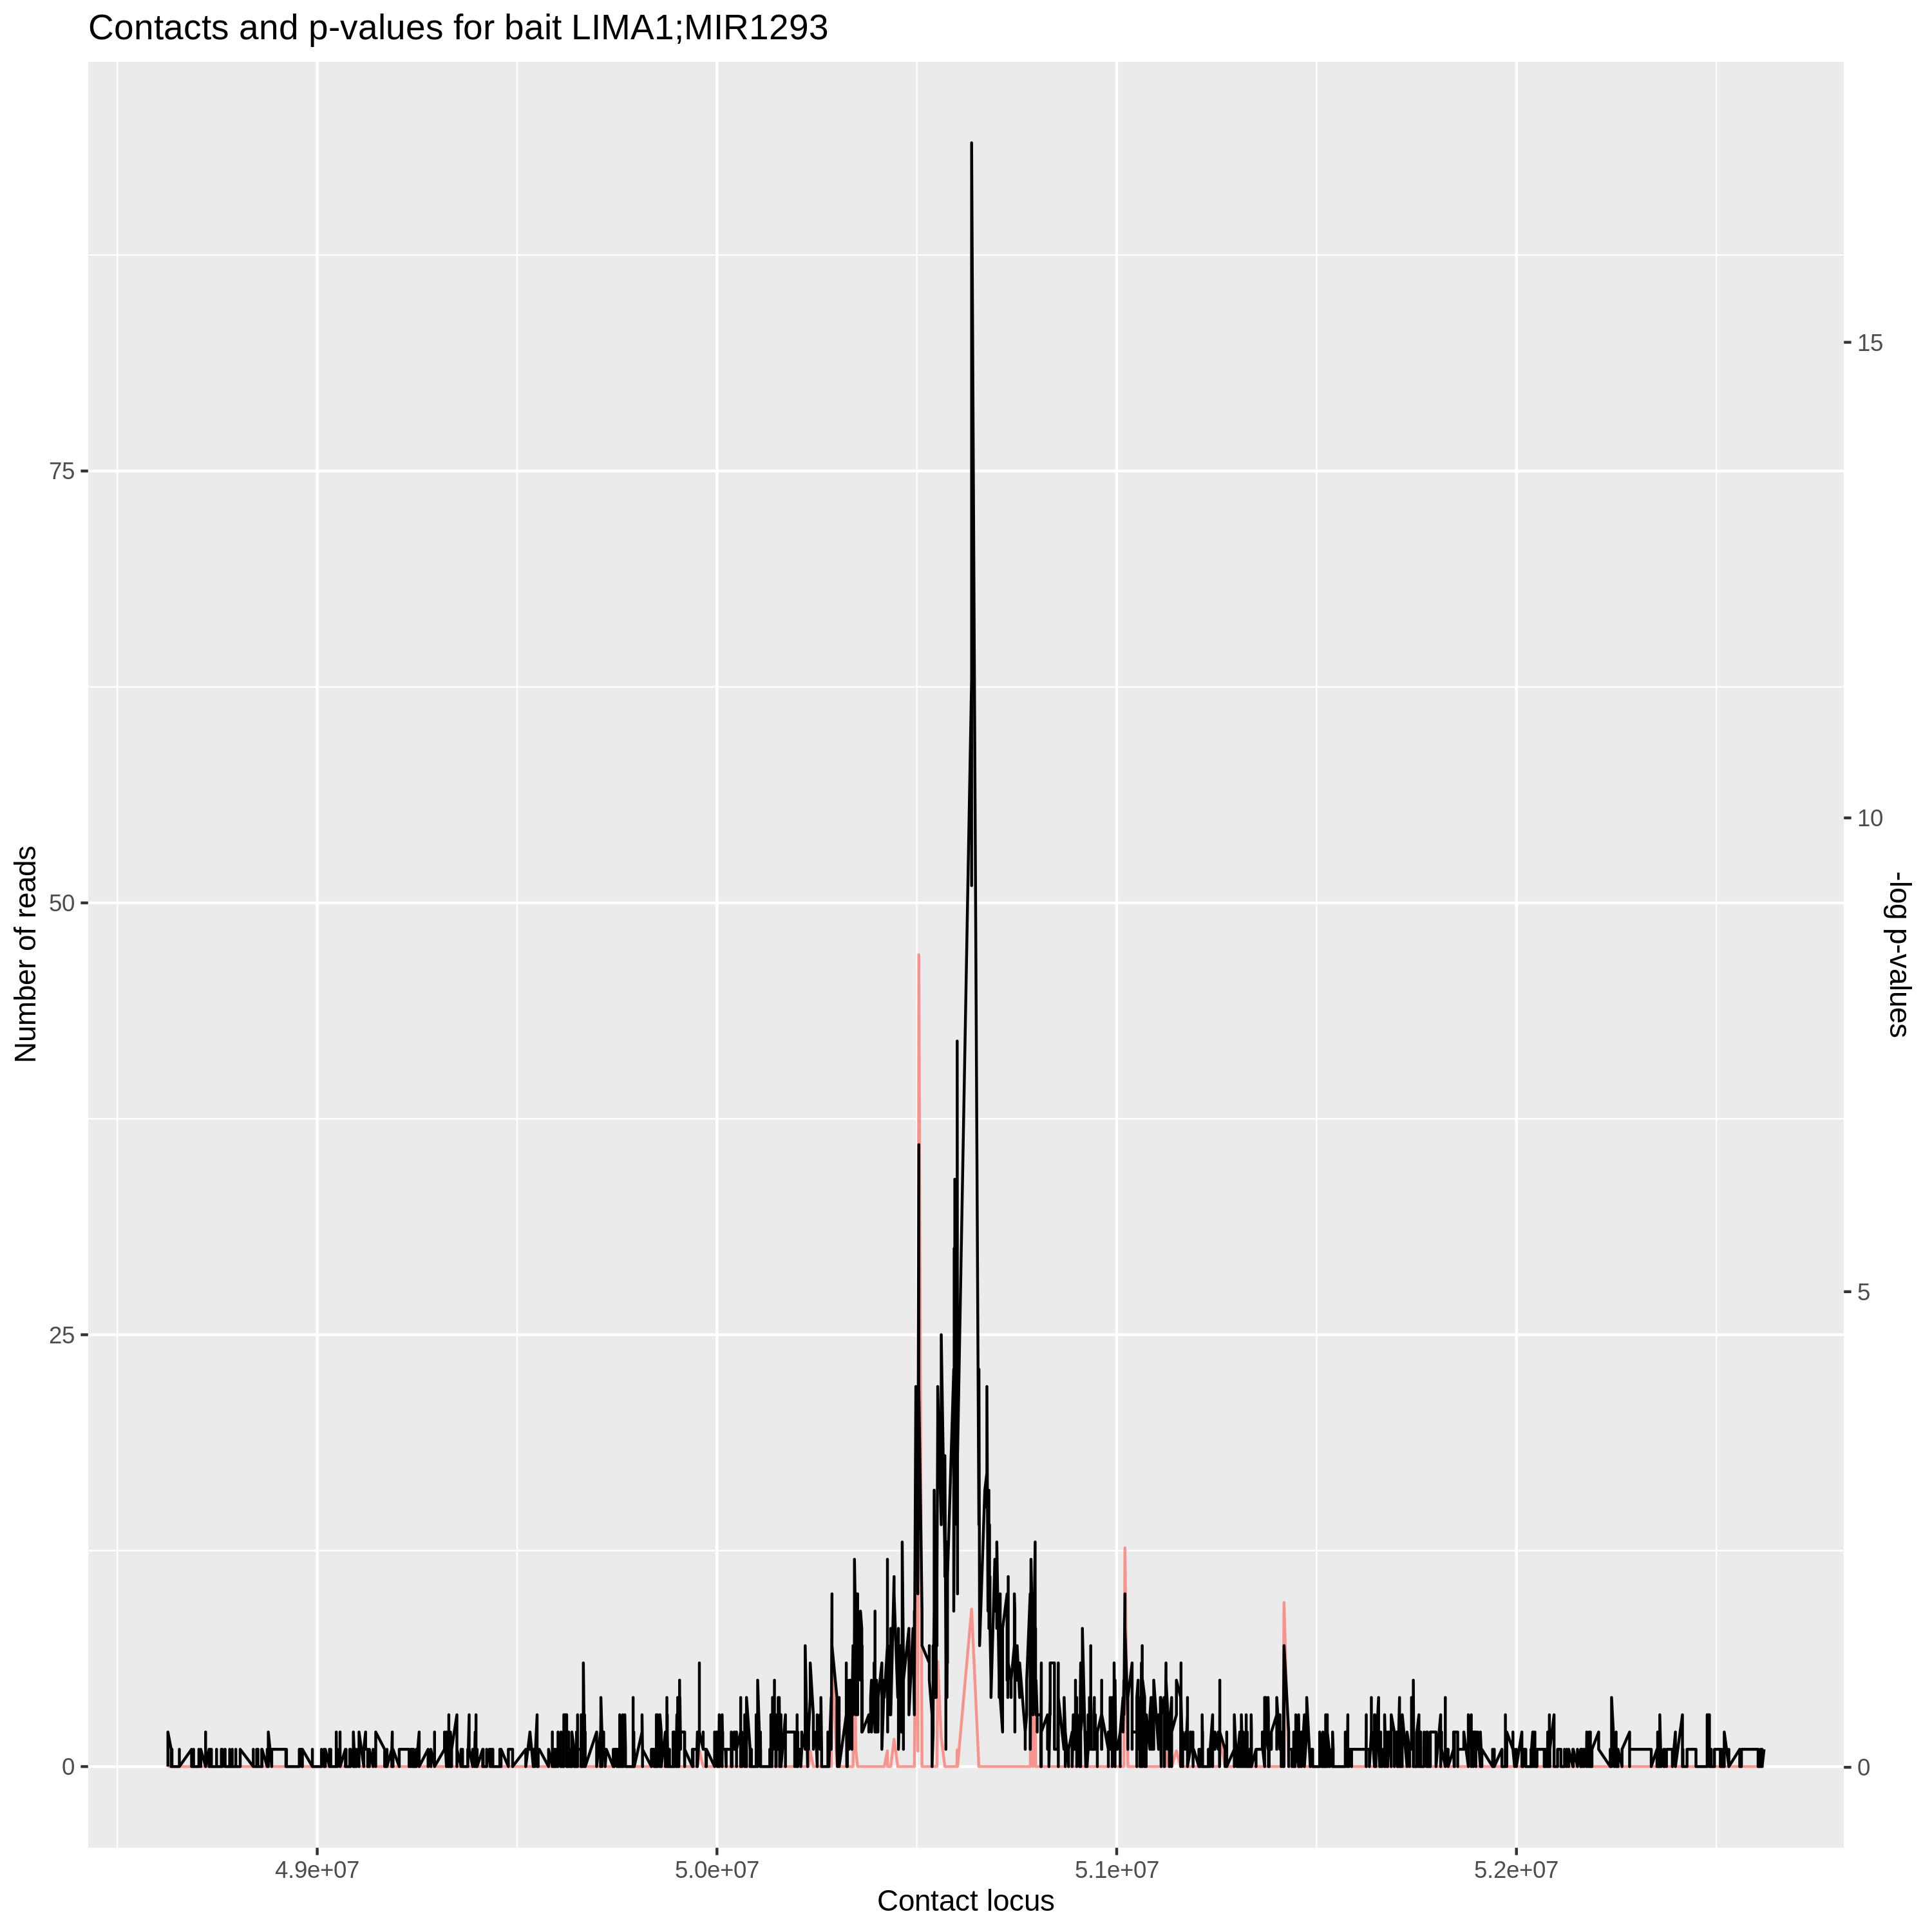 Contacts and p-values for bait LIMA1;MIR1293
Number of reads
75
50
25
0
15
10
5
0
-log p-values
4.9e+07 5.0e+07 5.1e+07 5.2e+07
Contact locus